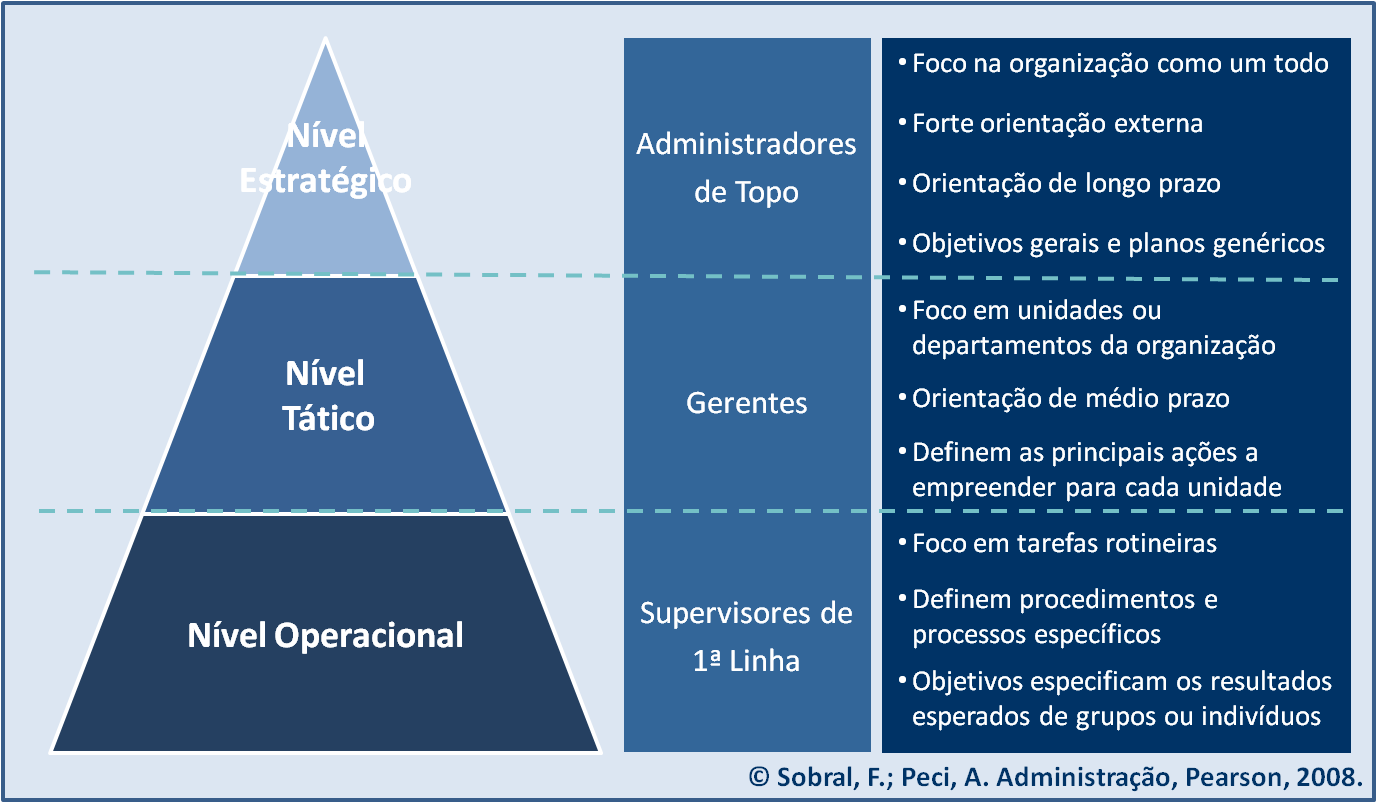 Nível
Estratégico
Administradores
de Topo
• Foco na organização como um todo
• Forte orientação externa
• Orientação de longo prazo
• Objetivos gerais e planos genéricos
Nível
Tático
Gerentes
• Foco em unidades ou
departamentos da organização
• Orientação de médio prazo
• Definem as principais ações a
empreender para cada unidade
Nível Operacional
Supervisores de
1ª Linha
• Foco em tarefas rotineiras
• Definem procedimentos e
processos específicos
• Objetivos especificam os resultados
esperados de grupos ou indivíduos
© Sobral, F.; Peci, A. Administração, Pearson, 2008.